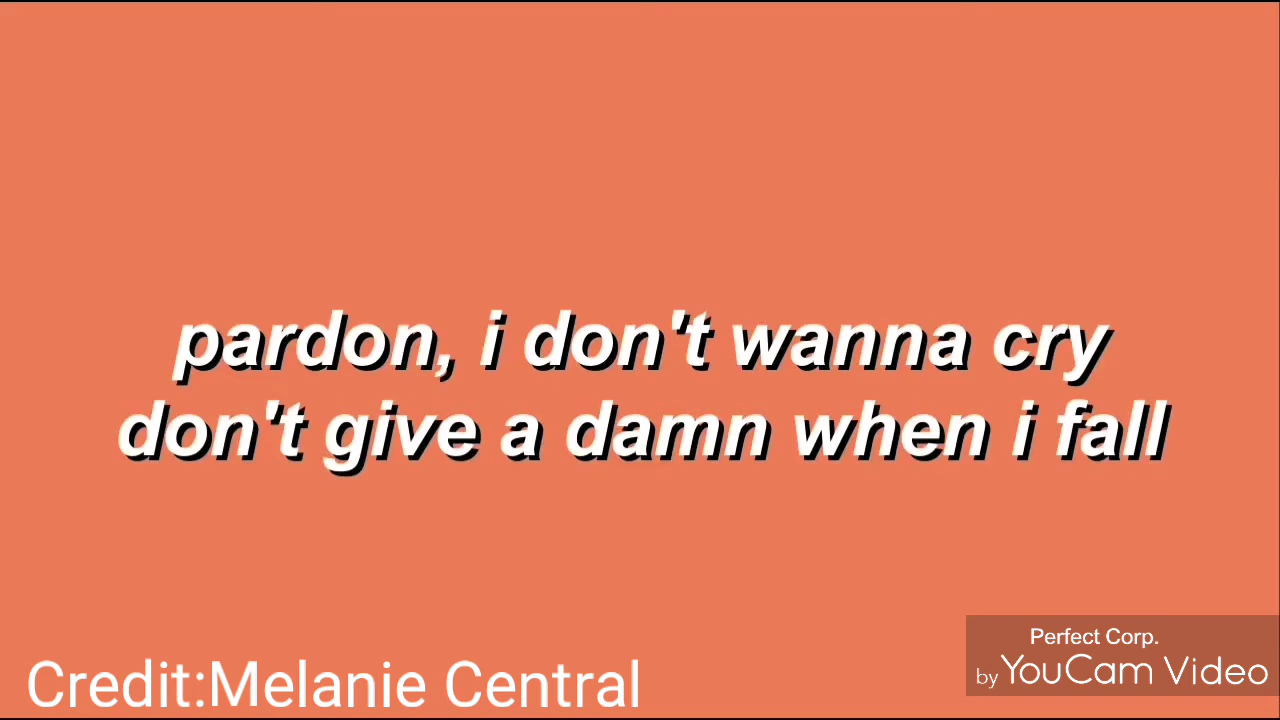 pardon, i don't wanna cry
don't give a damn when i fall
Perfect Corp.
by YouCam Video
Credit:Melanie Central